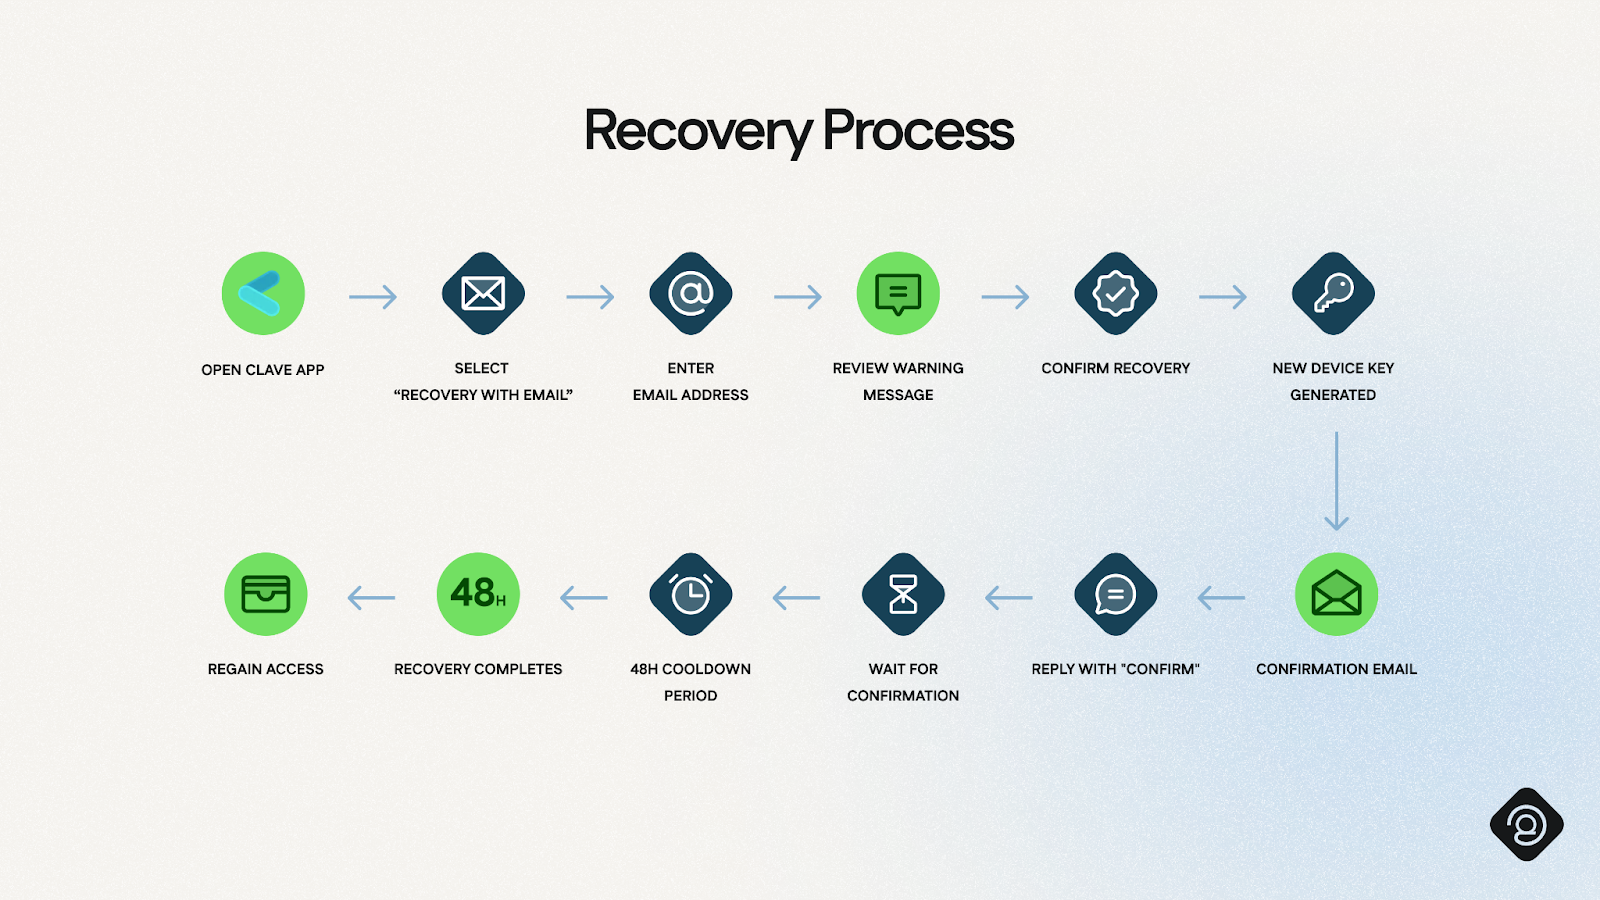 Recovery Process
OPEN CLAVE APP
SELECT
“RECOVERY WITH EMAIL”
ENTER
EMAIL ADDRESS
REVIEW WARNING
MESSAGE
CONFIRM RECOVERY
NEW DEVICE KEY
GENERATED
CONFIRMATION EMAIL
REPLY WITH "CONFIRM"
WAIT FOR
CONFIRMATION
48H COOLDOWN
PERIOD
48H
RECOVERY COMPLETES
REGAIN ACCESS